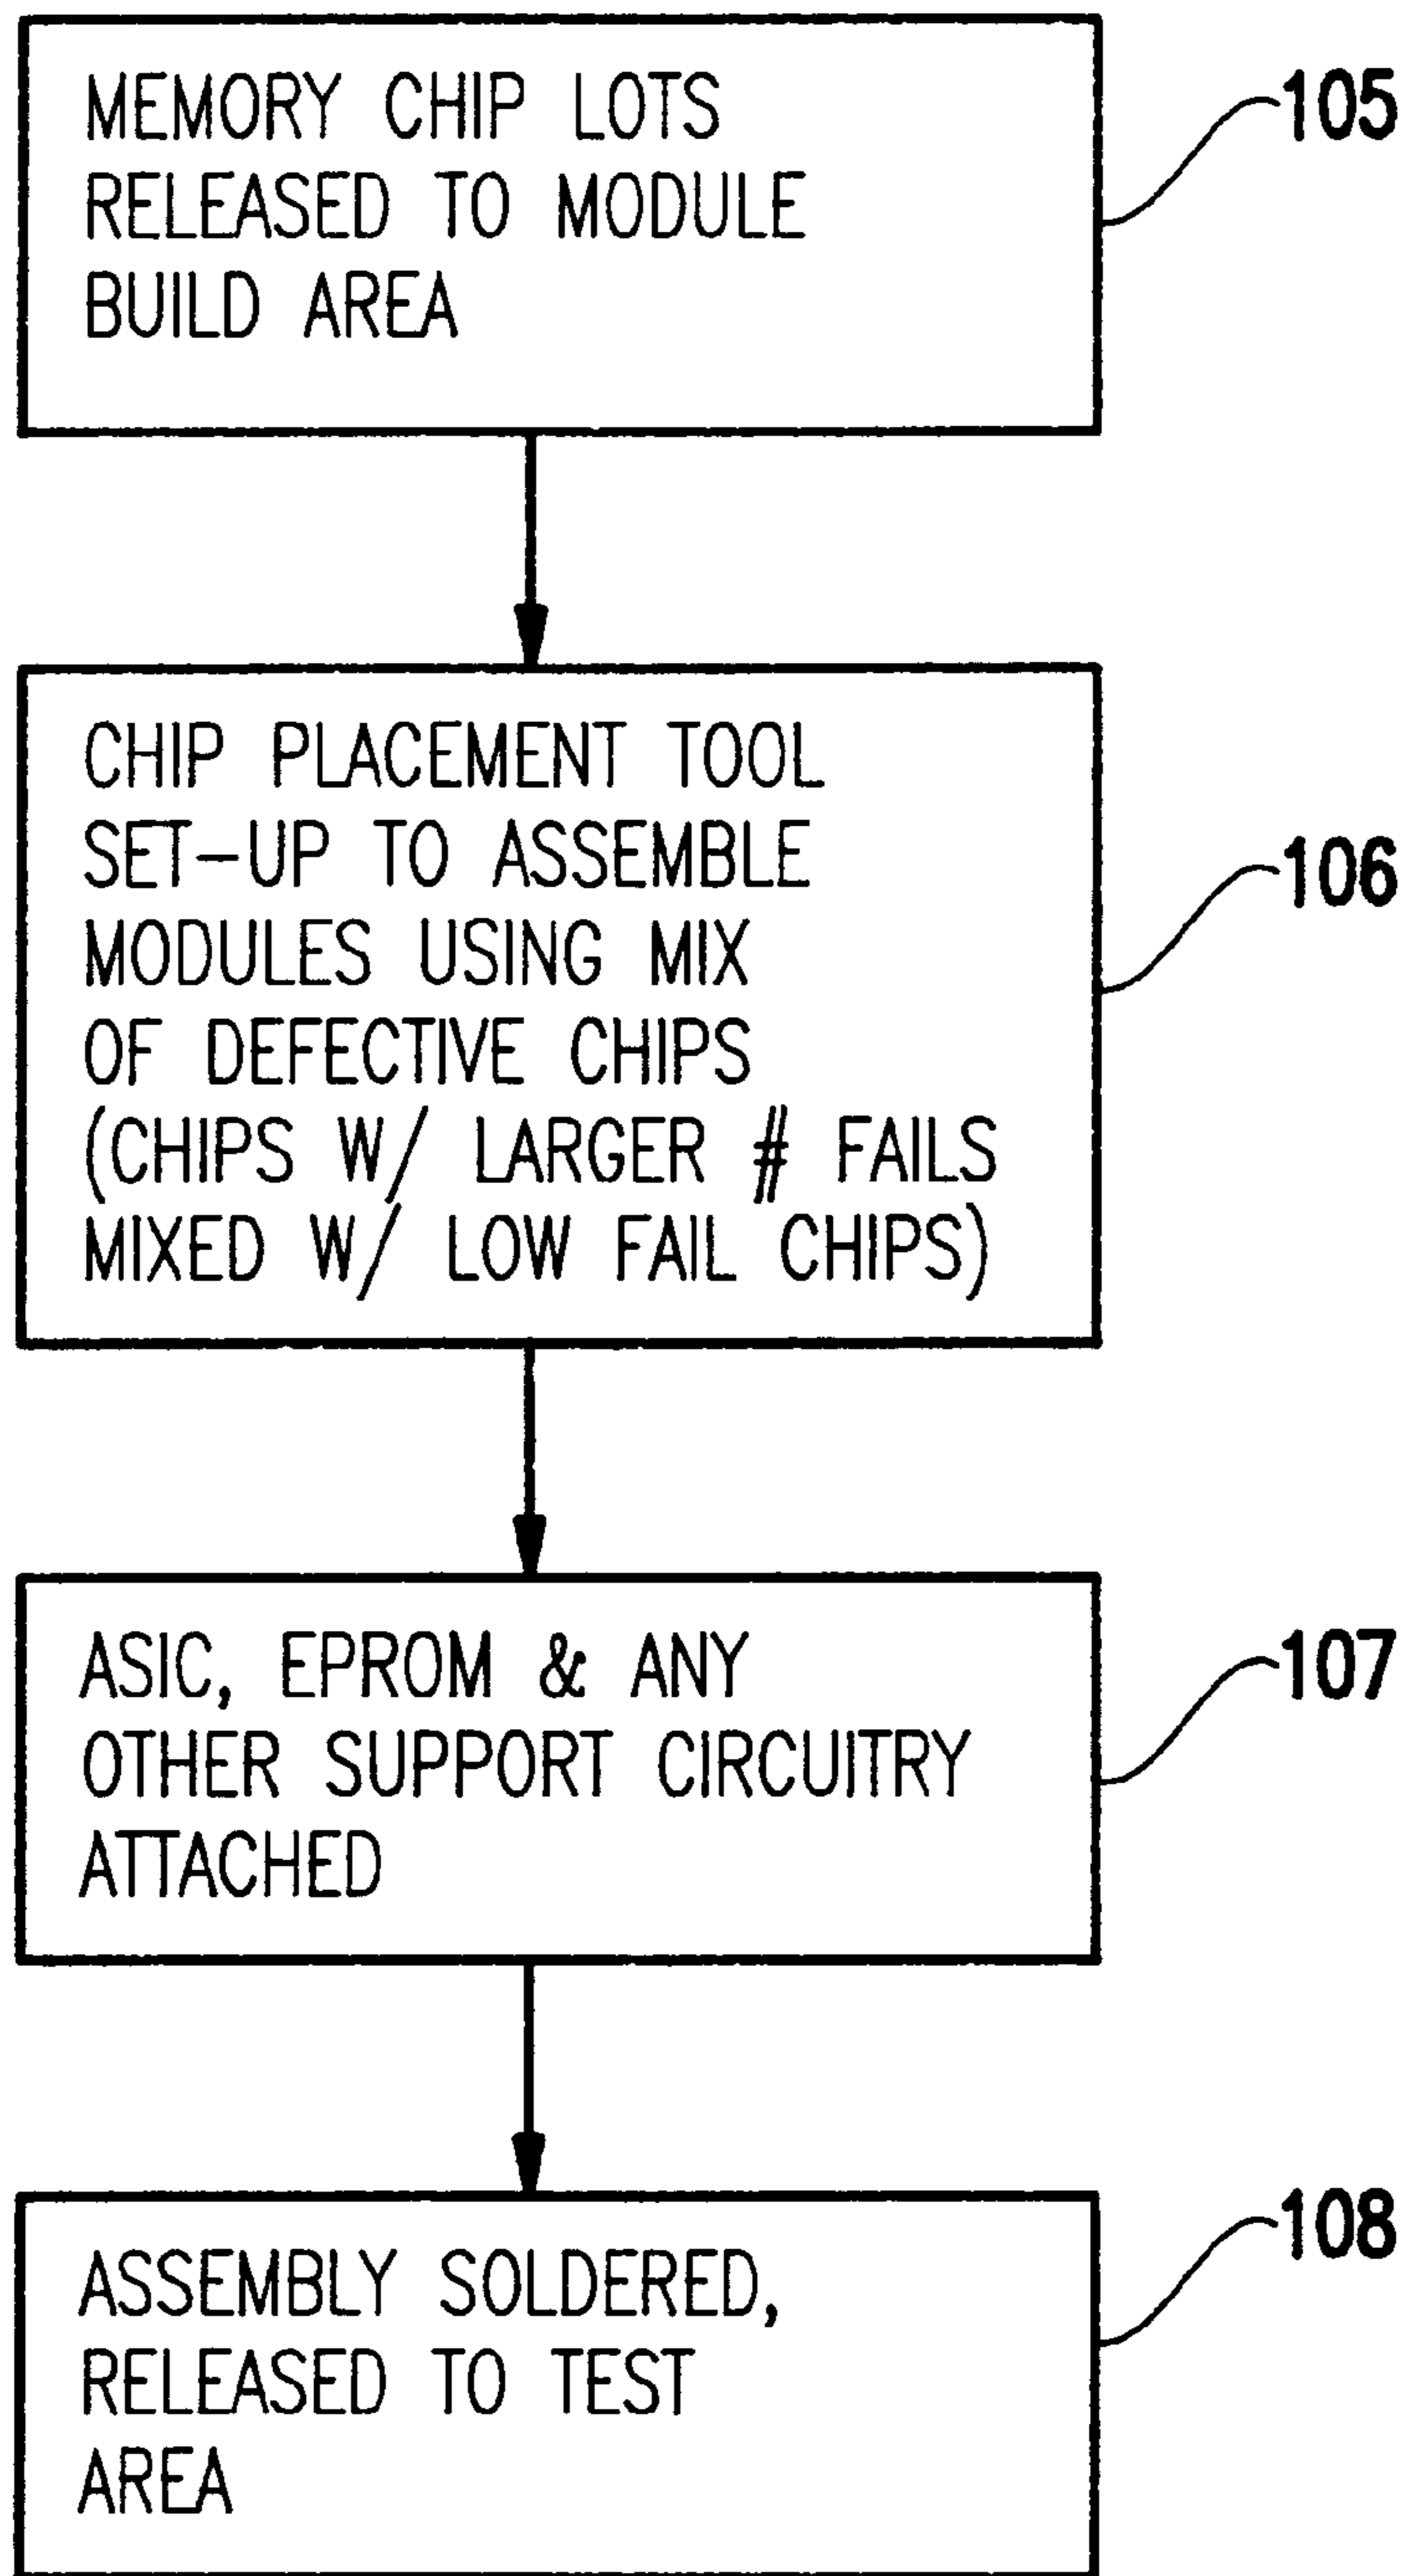 MEMORY CHIP LOTS
RELEASED TO MODULE
BUILD AREA
105
CHIP PLACEMENT TOOL
SET-UP TO ASSEMBLE
MODULES USING MIX
OF DEFECTIVE CHIPS
(CHIPS W/ LARGER # FAILS
MIXED W/ LOW FAIL CHIPS)
106
ASIC, EPROM & ANY
OTHER SUPPORT CIRCUITRY
ATTACHED
107
ASSEMBLY SOLDERED,
RELEASED TO TEST
AREA
108